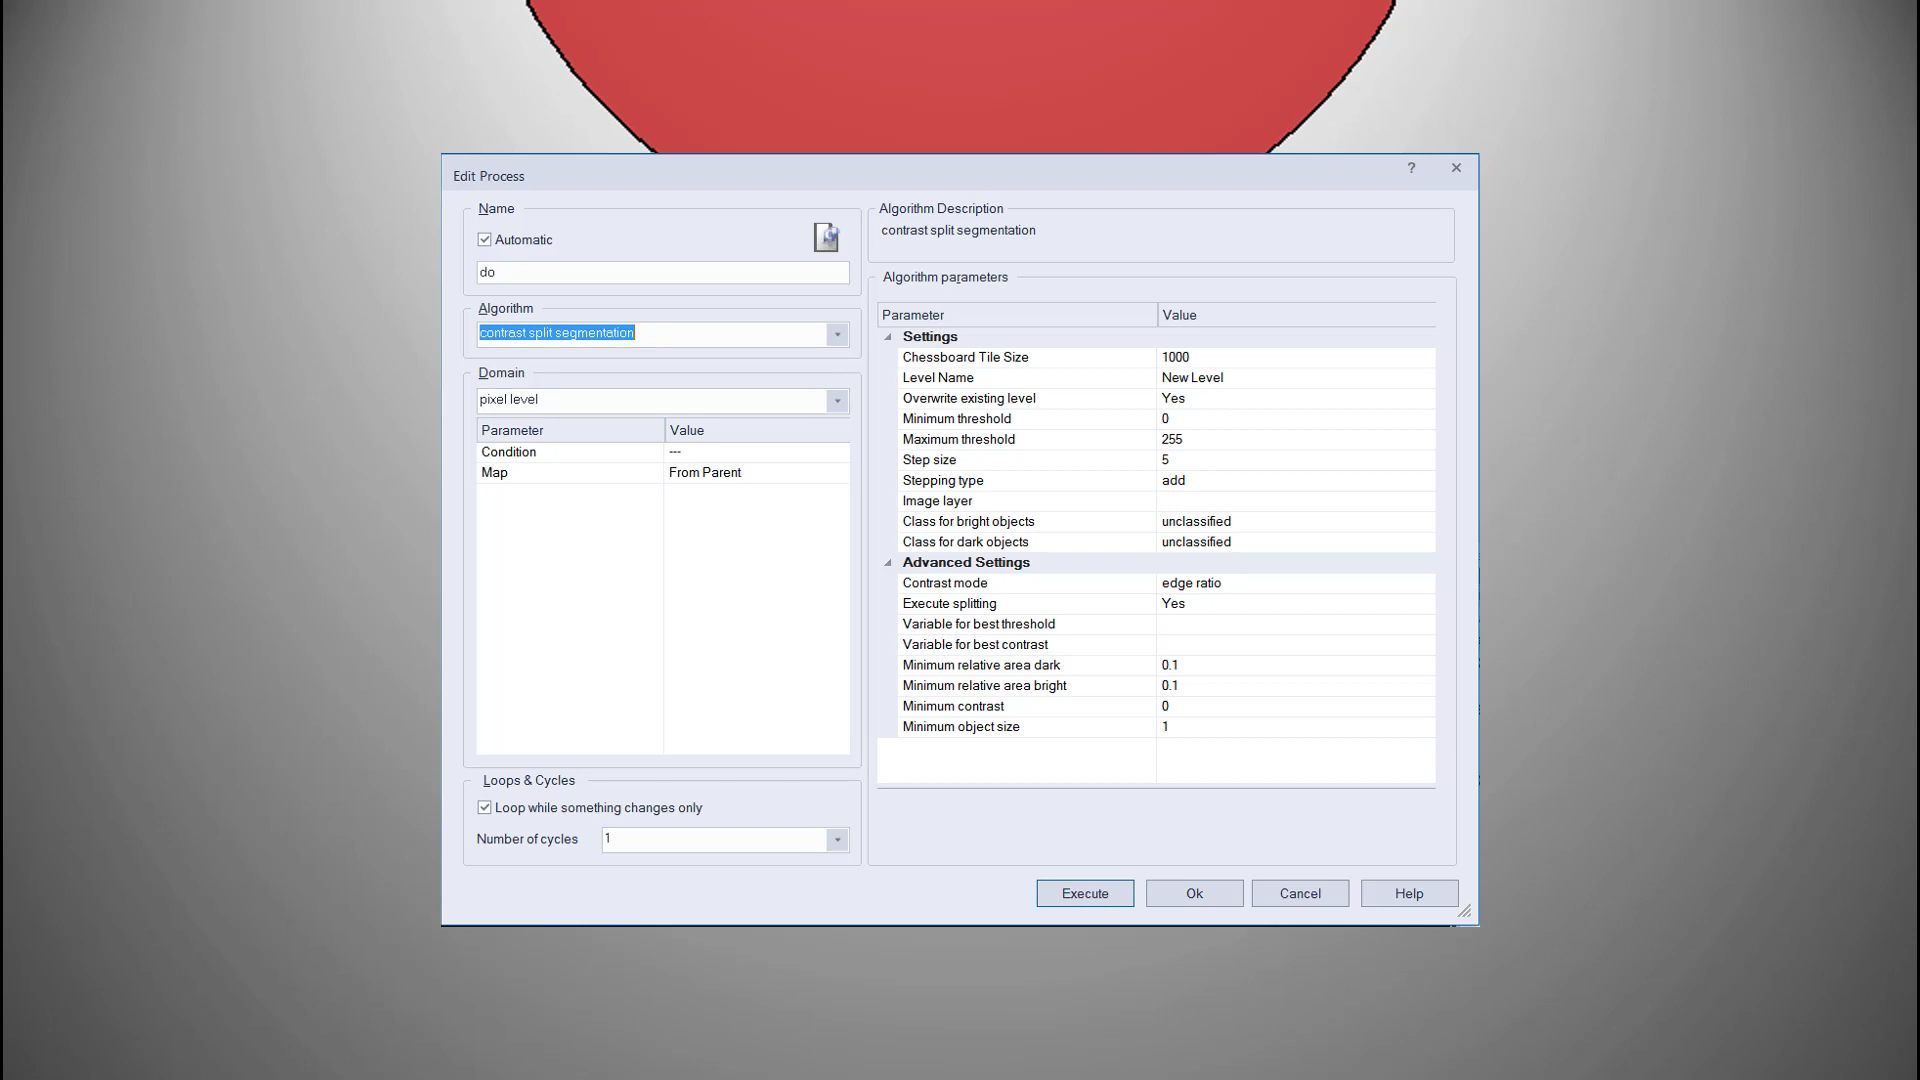 Edit Process
?
Name
Automatic
do
Algorithm
contrast split segmentation
Domain
pixel level
Parameter Value
Condition ---
Map From Parent
Loops & Cycles
Loop while something changes only
Number of cycles 1
Algorithm Description
contrast split segmentation
Algorithm parameters
Parameter Value
Settings
Chessboard Tile Size 1000
Level Name New Level
Overwrite existing level Yes
Minimum threshold 0
Maximum threshold 255
Step size 5
Stepping type add
Image layer
Class for bright objects unclassified
Class for dark objects unclassified
Advanced Settings
Contrast mode edge ratio
Execute splitting Yes
Variable for best threshold
Variable for best contrast
Minimum relative area dark 0.1
Minimum relative area bright 0.1
Minimum contrast 0
Minimum object size 1
Execute Ok Cancel Help